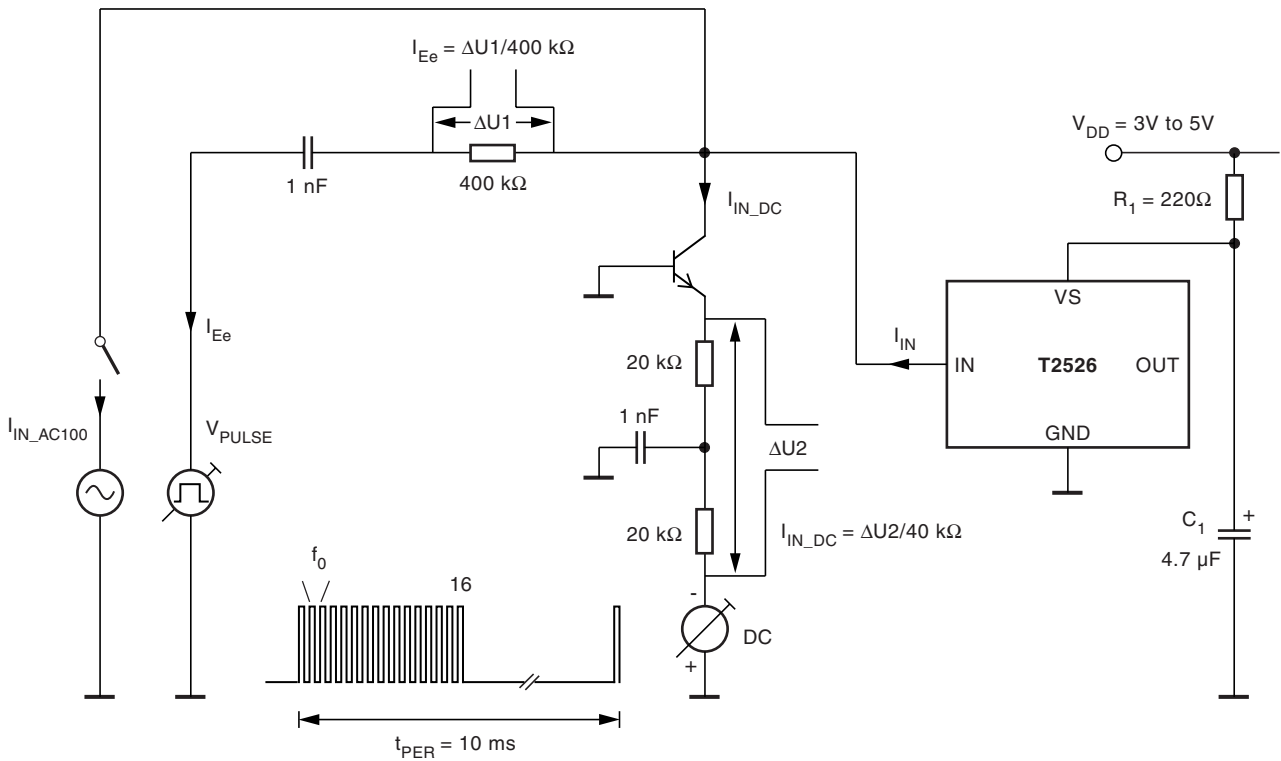 I_Ee = ΔU1/400 kΩ
ΔU1
V_DD = 3V to 5V
1 nF
400 kΩ
R_1 = 220Ω
I_IN_DC
VS
I_Ee
I_IN
20 kΩ
IN
T2526
OUT
I_IN_AC100
V_PULSE
1 nF
GND
ΔU2
C_1
+
4.7 μF
20 kΩ
I_IN_DC = ΔU2/40 kΩ
f_0
16
-
DC
+
t_PER = 10 ms